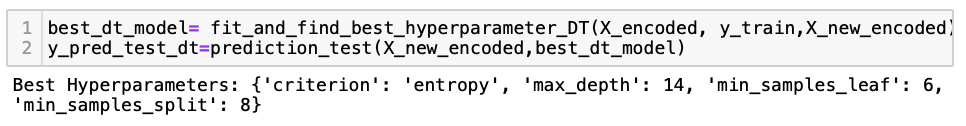 1 best_dt_model= fit_and_find_best_hyperparameter_DT(X_encoded, y_train,X_new_encoded)
2 y_pred_test_dt=prediction_test(X_new_encoded,best_dt_model)
Best Hyperparameters: {'criterion': 'entropy', 'max_depth': 14, 'min_samples_leaf': 6,
'min_samples_split': 8}